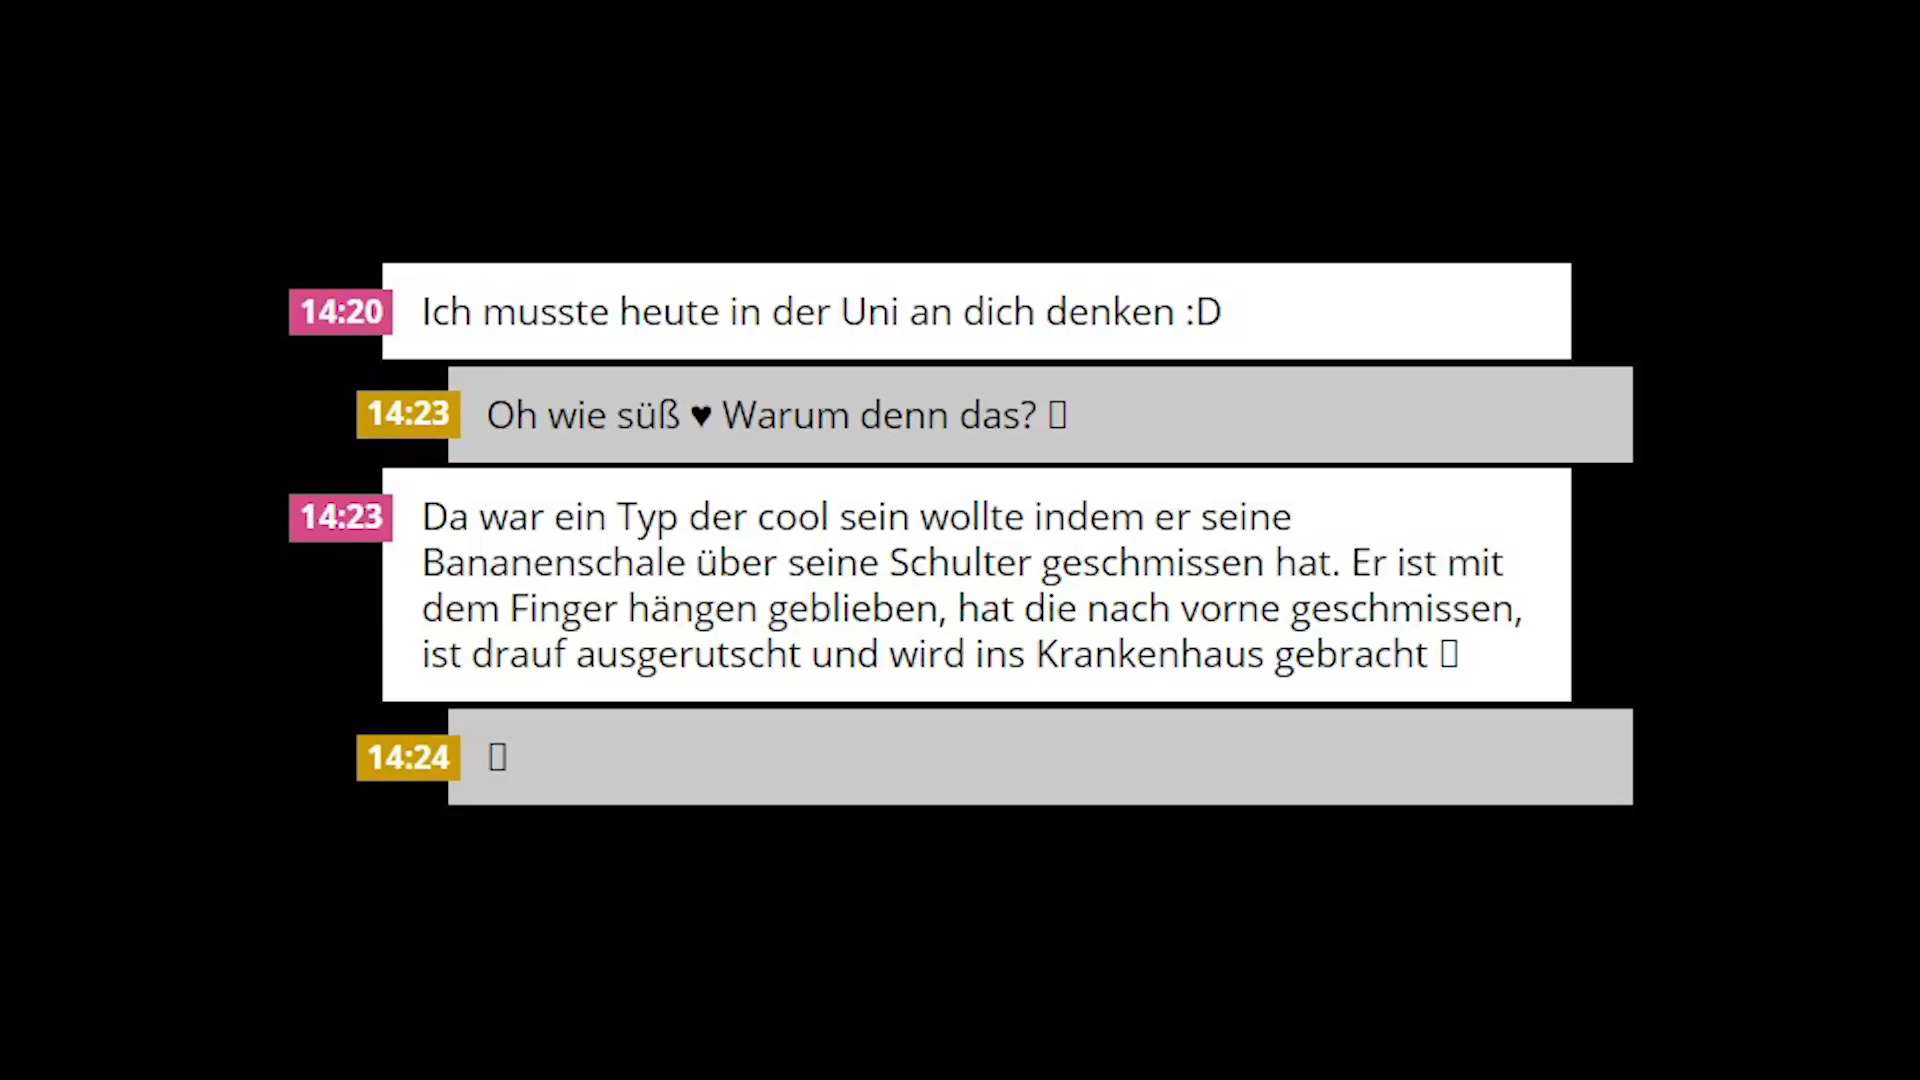 14:20 Ich musste heute in der Uni an dich denken :D
14:23 Oh wie süß ♥ Warum denn das? 
14:23 Da war ein Typ der cool sein wollte indem er seine
Bananenschale über seine Schulter geschmissen hat. Er ist mit
dem Finger hängen geblieben, hat die nach vorne geschmissen,
ist drauf ausgerutscht und wird ins Krankenhaus gebracht
14:24